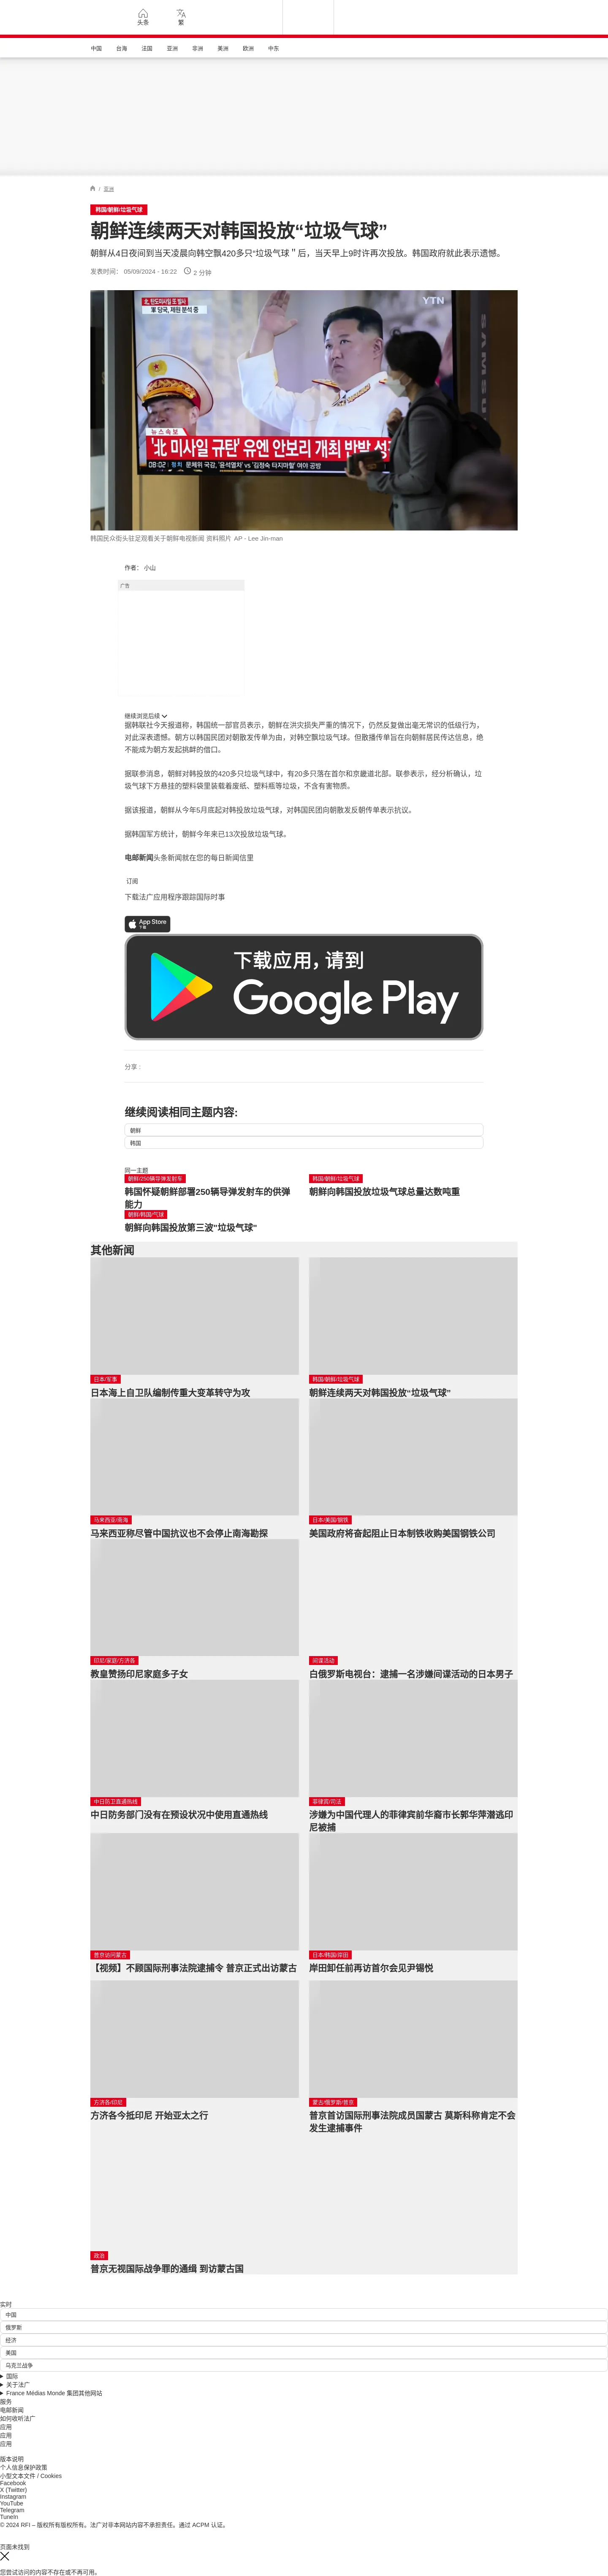 头条
繁
中国 台海 法国 亚洲 非洲 美洲 欧洲 中东
/ 亚洲
韩国/朝鲜/垃圾气球
朝鲜连续两天对韩国投放“垃圾气球”
朝鲜从4日夜间到当天凌晨向韩空飘420多只“垃圾气球＂后，当天早上9时许再次投放。韩国政府就此表示遗憾。
发表时间： 05/09/2024 - 16:22 2 分钟
北, 탄도미사일 또 발사
軍 당국, 제원 분석 중
YTN
뉴스속보
'北 미사일 규탄' 유엔 안보리 개최
08:02 정치 문체위 국감, '윤석열차' vs '김정숙 타지마할' 여야 공방
韩国民众街头驻足观看关于朝鲜电视新闻 资料照片 AP - Lee Jin-man
作者： 小山
广告
继续浏览后续
据韩联社今天报道称，韩国统一部官员表示，朝鲜在洪灾损失严重的情况下，仍然反复做出毫无常识的低级行为，
对此深表遗憾。朝方以韩国民团对朝散发传单为由，对韩空飘垃圾气球。但散播传单旨在向朝鲜居民传达信息，绝
不能成为朝方发起挑衅的借口。
据联参消息，朝鲜对韩投放的420多只垃圾气球中，有20多只落在首尔和京畿道北部。联参表示，经分析确认，垃
圾气球下方悬挂的塑料袋里装载着废纸、塑料瓶等垃圾，不含有害物质。
据该报道，朝鲜从今年5月底起对韩投放垃圾气球，对韩国民团向朝散发反朝传单表示抗议。
据韩国军方统计，朝鲜今年来已13次投放垃圾气球。
电邮新闻头条新闻就在您的每日新闻信里
订阅
下载法广应用程序跟踪国际时事
App Store
下载
下载应用，请到
Google Play
分享 :
继续阅读相同主题内容:
朝鲜
韩国
同一主题
朝鲜/250辆导弹发射车
韩国怀疑朝鲜部署250辆导弹发射车的供弹
能力
韩国/朝鲜/垃圾气球
朝鲜向韩国投放垃圾气球总量达数吨重
朝鲜/韩国/气球
朝鲜向韩国投放第三波"垃圾气球"
其他新闻
日本/军事
日本海上自卫队编制传重大变革转守为攻
韩国/朝鲜/垃圾气球
朝鲜连续两天对韩国投放“垃圾气球”
马来西亚/南海
马来西亚称尽管中国抗议也不会停止南海勘探
日本/美国/钢铁
美国政府将奋起阻止日本制铁收购美国钢铁公司
印尼/家庭/方济各
教皇赞扬印尼家庭多子女
间谍活动
白俄罗斯电视台：逮捕一名涉嫌间谍活动的日本男子
中日防卫直通热线
中日防务部门没有在预设状况中使用直通热线
菲律宾/司法
涉嫌为中国代理人的菲律宾前华裔市长郭华萍潜逃印
尼被捕
普京访问蒙古
【视频】不顾国际刑事法院逮捕令 普京正式出访蒙古
日本/韩国/岸田
岸田卸任前再访首尔会见尹锡悦
方济各/印尼
方济各今抵印尼 开始亚太之行
蒙古/俄罗斯/普京
普京首访国际刑事法院成员国蒙古 莫斯科称肯定不会
发生逮捕事件
政治
普京无视国际战争罪的通缉 到访蒙古国
实时
中国
俄罗斯
经济
美国
乌克兰战争
国际
关于法广
France Médias Monde 集团其他网站
服务
电邮新闻
如何收听法广
应用
应用
应用
版本说明
个人信息保护政策
小型文本文件 / Cookies
Facebook
X (Twitter)
Instagram
YouTube
Telegram
TuneIn
© 2024 RFI – 版权所有版权所有。法广对非本网站内容不承担责任。通过 ACPM 认证。
页面未找到
您尝试访问的内容不存在或不再可用。